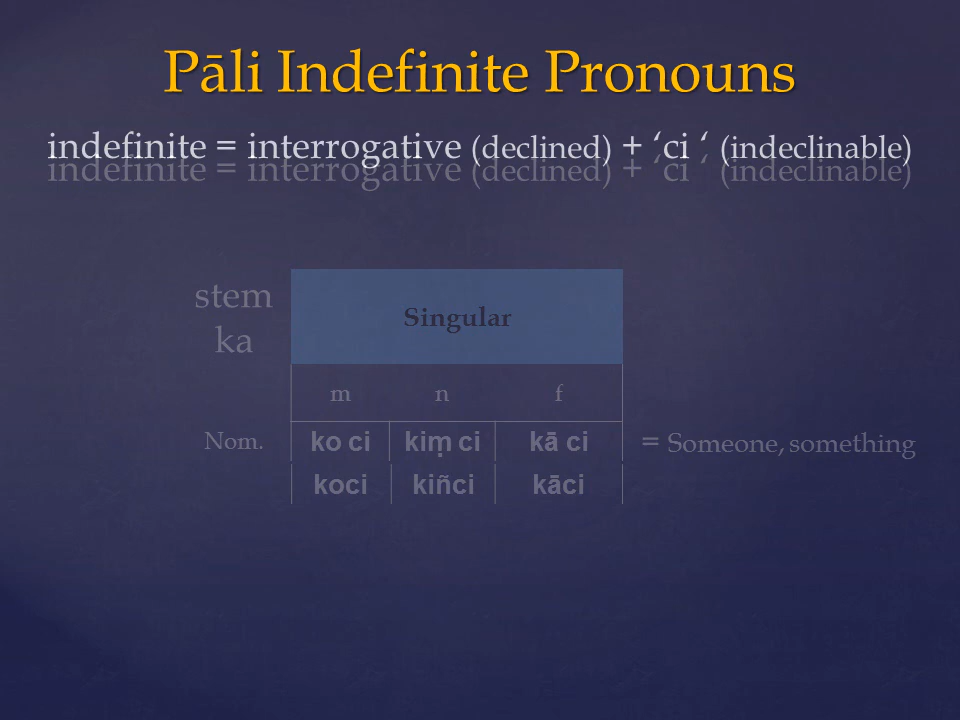 Pāli Indefinite Pronouns
indefinite = interrogative (declined) + ‘ci ‘ (indeclinable)
stem
ka
Singular
m n f
Nom. ko ci kiṃ ci kā ci = Someone, something
koci kiñci kāci